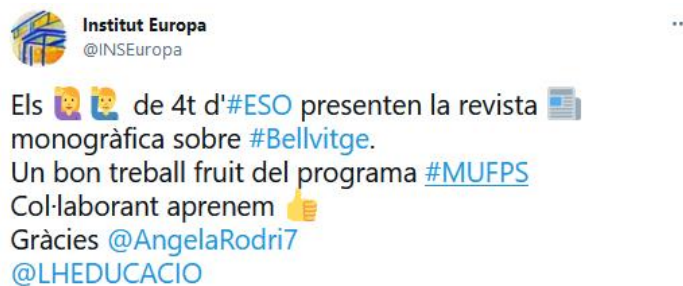 Institut Europa
@INSEuropa
Els 🙋‍♀️ 🙋‍♂️ de 4t d'#ESO presenten la revista 📰
monogràfica sobre #Bellvitge.
Un bon treball fruit del programa #MUFPS
Col·laborant aprenem 👍
Gràcies @AngelaRodri7
@LHEDUCACIO